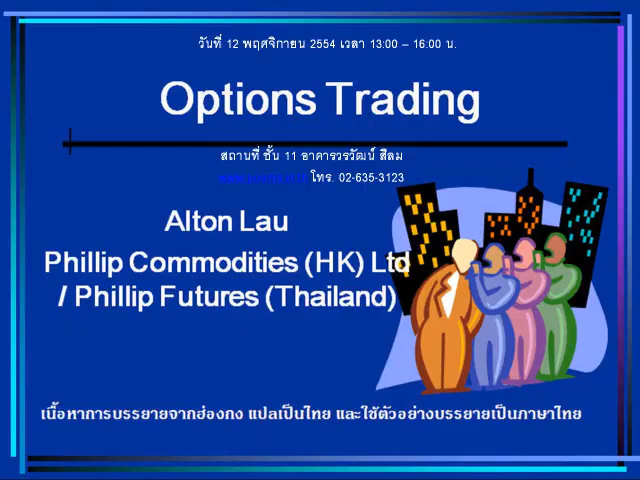 วันที่ 12 พฤศจิกายน 2554 เวลา 13:00 – 16:00 น.
Options Trading
สถานที่ ชั้น 11 อาคารวรวัฒน์ สีลม
โทร. 02-635-3123
Alton Lau
Phillip Commodities (HK) Ltd
/ Phillip Futures (Thailand)
เนื้อหาการบรรยายจากฮ่องกง แปลเป็นไทย และใช้ตัวอย่างบรรยายเป็นภาษาไทย